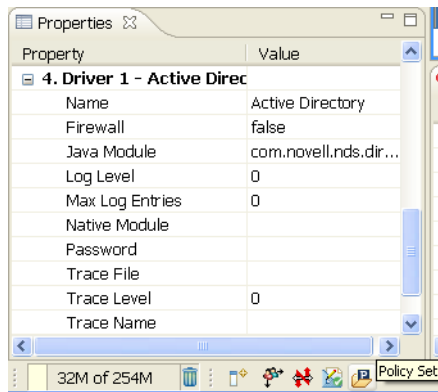 Properties
Property Value
4. Driver 1 - Active Direc
Name Active Directory
Firewall false
Java Module com.novell.nds.dir...
Log Level 0
Max Log Entries 0
Native Module
Password
Trace File
Trace Level 0
Trace Name
32M of 254M Policy Set